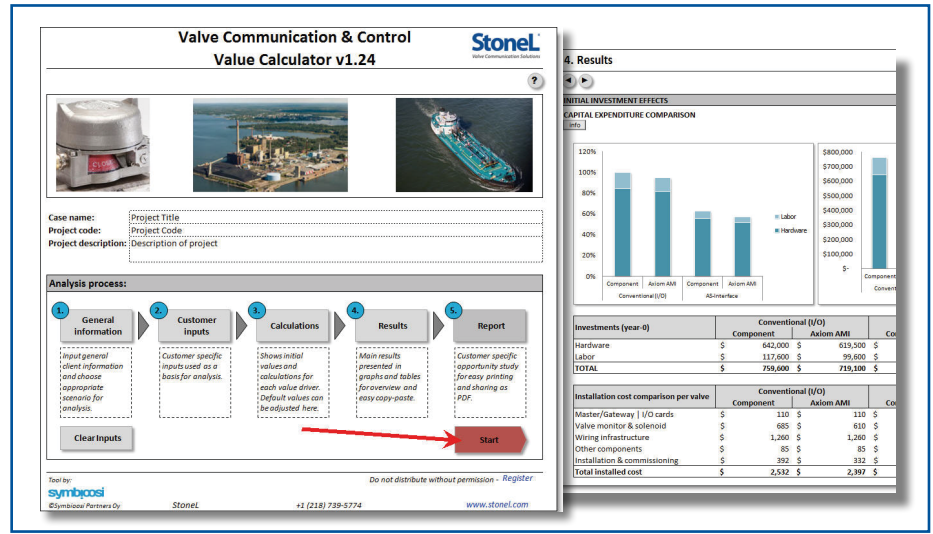 Valve Communication & Control
Value Calculator v1.24
StoneL
Valve Communication Solutions
?
CLOSED
Case name: Project Title
Project code: Project Code
Project description: Description of project
Analysis process:
1. General information
Input general client information and choose appropriate scenario for analysis.
2. Customer inputs
Customer specific inputs used as a basis for analysis.
3. Calculations
Shows initial values and calculations for each value driver. Default values can be adjusted here.
4. Results
Main results presented in graphs and tables for overview and easy copy-paste.
5. Report
Customer specific opportunity study for easy printing and sharing as PDF.
Clear Inputs
Start
Tool by:
symbioosi
©Symbioosi Partners Oy
Do not distribute without permission - Register
StoneL +1 (218) 739-5774 www.stonel.com
4. Results
INITIAL INVESTMENT EFFECTS
CAPITAL EXPENDITURE COMPARISON
info
120%
100%
80%
60%
40%
20%
0%
Component Axiom AMI Component Axiom AMI
Conventional(I/O) AS-Interface
Labor
Hardware
$800,000
$700,000
$600,000
$500,000
$400,000
$300,000
$200,000
$100,000
$-
Component
Convent
Investments (year-0) Conventional (I/O)
Component Axiom AMI Co
Hardware $ 642,000 $ 619,500 $
Labor $ 117,600 $ 99,600 $
TOTAL $ 759,600 $ 719,100 $
Installation cost comparison per valve Conventional (I/O)
Component Axiom AMI Co
Master/Gateway | I/O cards $ 110 $ 110 $
Valve monitor & solenoid $ 685 $ 610 $
Wiring infrastructure $ 1,260 $ 1,260 $
Other components $ 85 $ 85 $
Installation & commissioning $ 392 $ 332 $
Total installed cost $ 2,532 $ 2,397 $